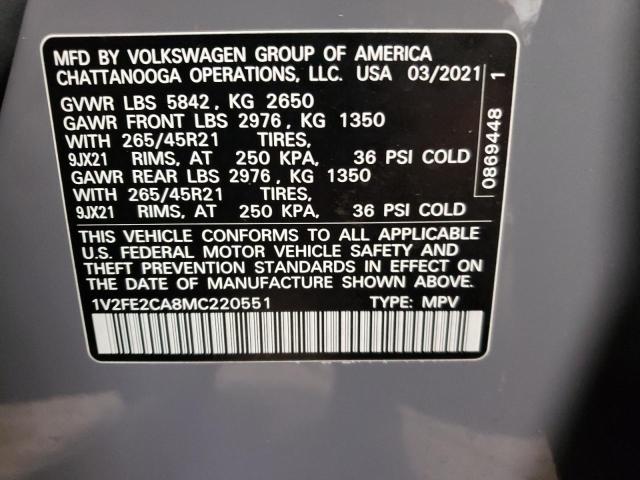 MFD BY VOLKSWAGEN GROUP OF AMERICA
CHATTANOOGA OPERATIONS, LLC. USA 03/2021
GVWR LBS 5842, KG 2650
GAWR FRONT LBS 2976, KG 1350
WITH 265/45R21 TIRES,
9JX21 RIMS, AT 250 KPA, 36 PSI COLD
GAWR REAR LBS 2976, KG 1350
WITH 265/45R21 TIRES,
9JX21 RIMS, AT 250 KPA, 36 PSI COLD
THIS VEHICLE CONFORMS TO ALL APPLICABLE
U.S. FEDERAL MOTOR VEHICLE SAFETY AND
THEFT PREVENTION STANDARDS IN EFFECT ON
THE DATE OF MANUFACTURE SHOWN ABOVE.
1V2FE2CA8MC220551 TYPE: MPV
0869448 1